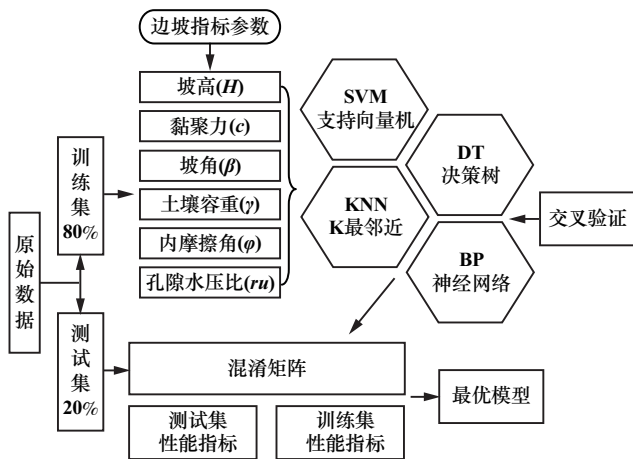 边坡指标参数
坡高(H)
黏聚力(c)
坡角(β)
土壤容重(γ)
内摩擦角(φ)
孔隙水压比(ru)
SVM
支持向量机
DT
决策树
KNN
K最邻近
BP
神经网络
交叉验证
原始数据
训练集
80%
测试集
20%
混淆矩阵
测试集
性能指标
训练集
性能指标
最优模型